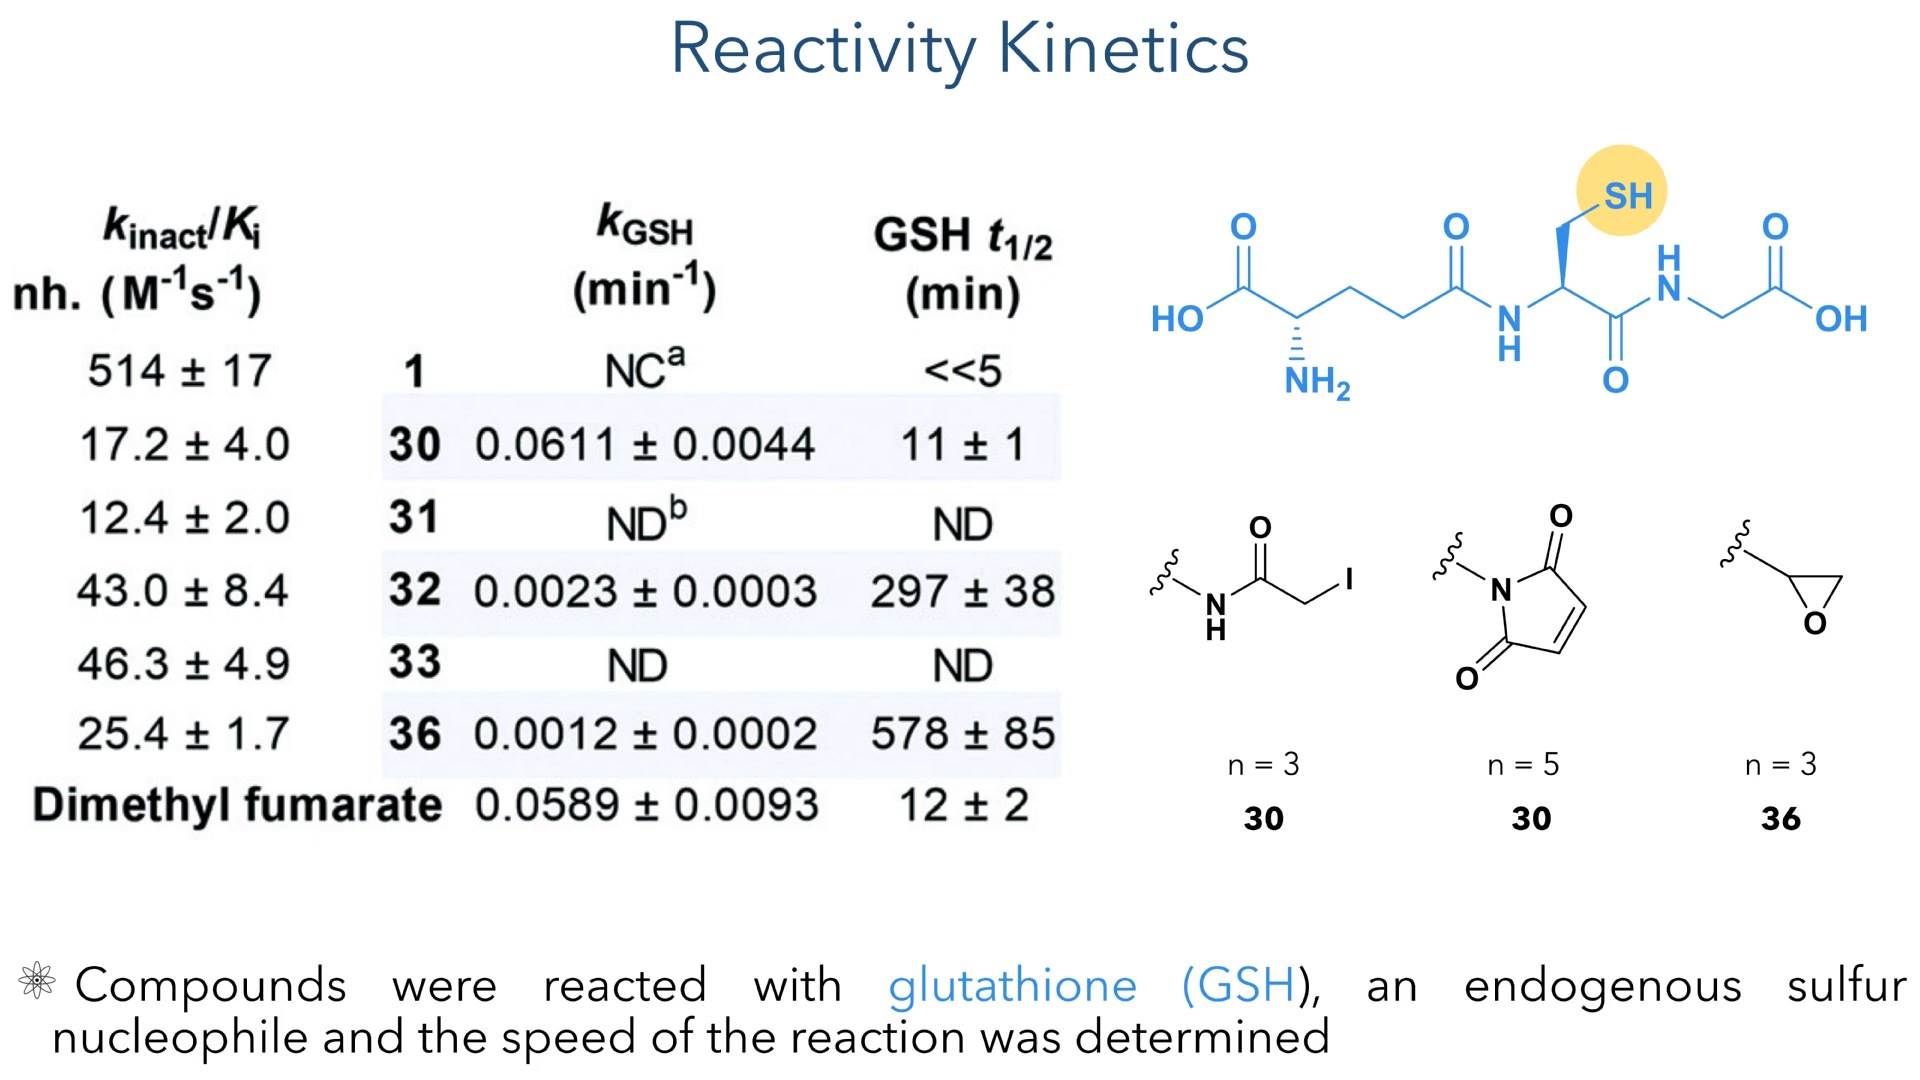 Reactivity Kinetics
kinact/Ki kGSH GSH t1/2
nh. (M-1s-1) (min-1) (min)
514 ± 17 1 NCa <<5
17.2 ± 4.0 30 0.0611 ± 0.0044 11 ± 1
12.4 ± 2.0 31 NDb ND
43.0 ± 8.4 32 0.0023 ± 0.0003 297 ± 38
46.3 ± 4.9 33 ND ND
25.4 ± 1.7 36 0.0012 ± 0.0002 578 ± 85
Dimethyl fumarate 0.0589 ± 0.0093 12 ± 2
SH
O O H O
HO N H N OH
NH2 O
O O
N H I N O
O
n = 3 n = 5 n = 3
30 30 36
Compounds were reacted with glutathione (GSH), an endogenous sulfur
nucleophile and the speed of the reaction was determined